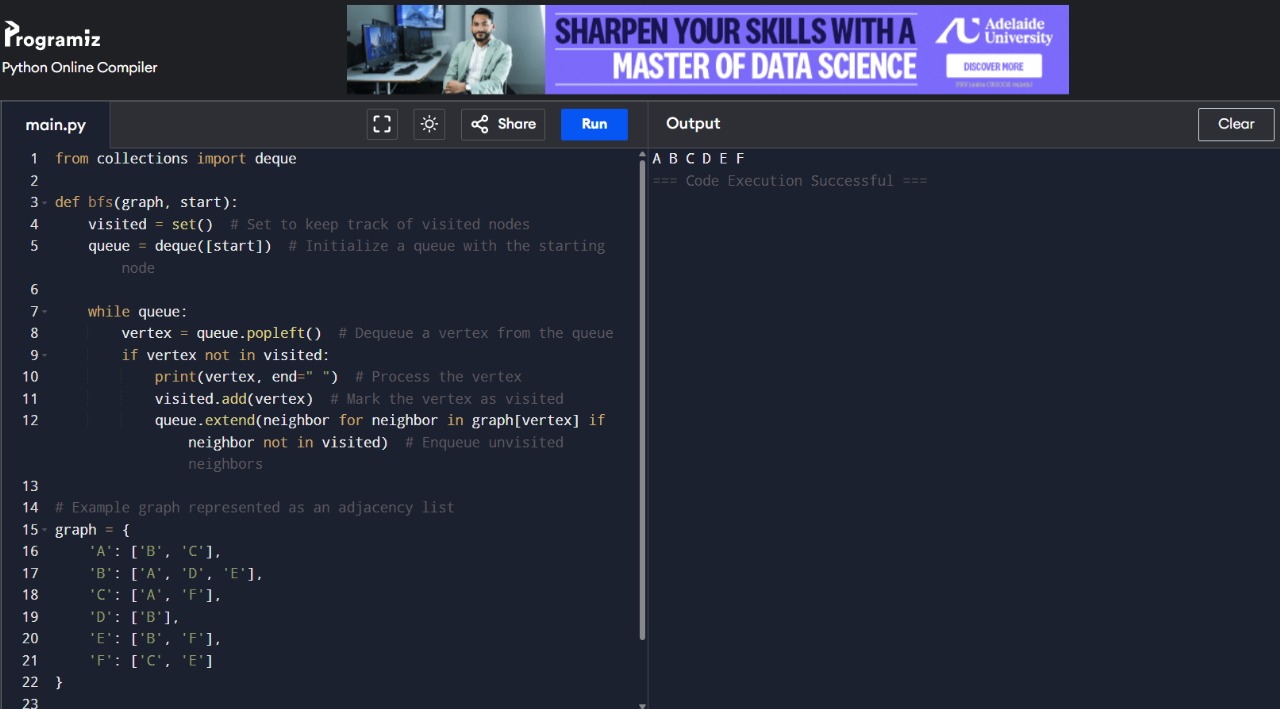 Programiz
Python Online Compiler
SHARPEN YOUR SKILLS WITH A
MASTER OF DATA SCIENCE
Adelaide
University
DISCOVER MORE
main.py
Share
Run
Output
Clear
1 from collections import deque
2
3 def bfs(graph, start):
4     visited = set()  # Set to keep track of visited nodes
5     queue = deque([start])  # Initialize a queue with the starting
node
6
7     while queue:
8         vertex = queue.popleft()  # Dequeue a vertex from the queue
9         if vertex not in visited:
10             print(vertex, end=" ")  # Process the vertex
11             visited.add(vertex)  # Mark the vertex as visited
12             queue.extend(neighbor for neighbor in graph[vertex] if
neighbor not in visited)  # Enqueue unvisited
neighbors
13
14 # Example graph represented as an adjacency list
15 graph = {
16     'A': ['B', 'C'],
17     'B': ['A', 'D', 'E'],
18     'C': ['A', 'F'],
19     'D': ['B'],
20     'E': ['B', 'F'],
21     'F': ['C', 'E']
22 }
23
A B C D E F
=== Code Execution Successful ===